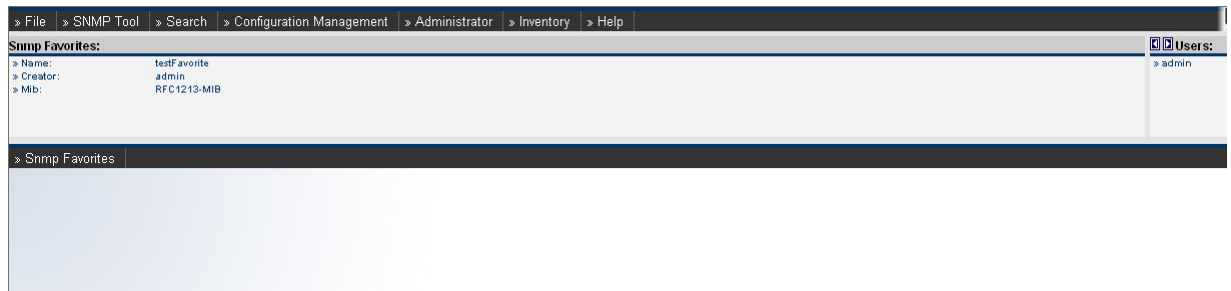 » File » SNMP Tool » Search » Configuration Management » Administrator » Inventory » Help
Snmp Favorites: Users:
» Name: testFavorite » admin
» Creator: admin
» Mib: RFC1213-MIB
» Snmp Favorites